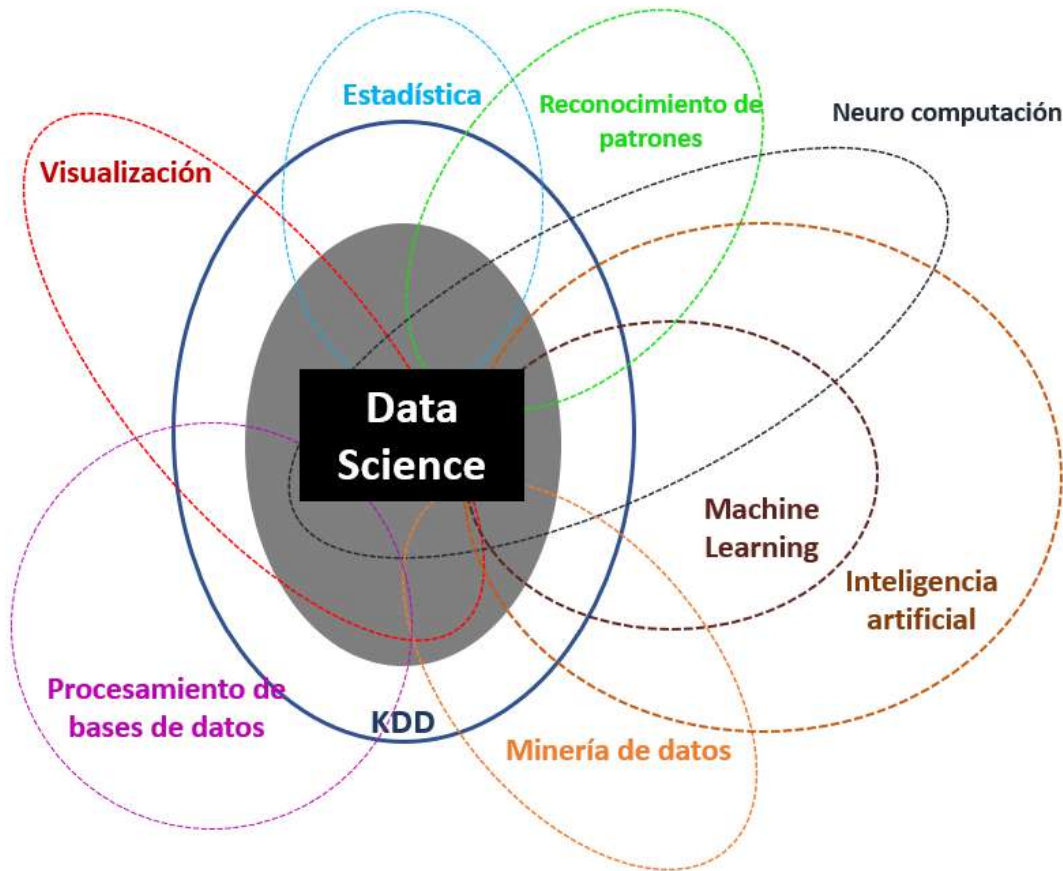 Estadística
Reconocimiento de
patrones
Neuro computación
Visualización
Data
Science
Machine
Learning
Inteligencia
artificial
Procesamiento de
bases de datos
KDD
Minería de datos